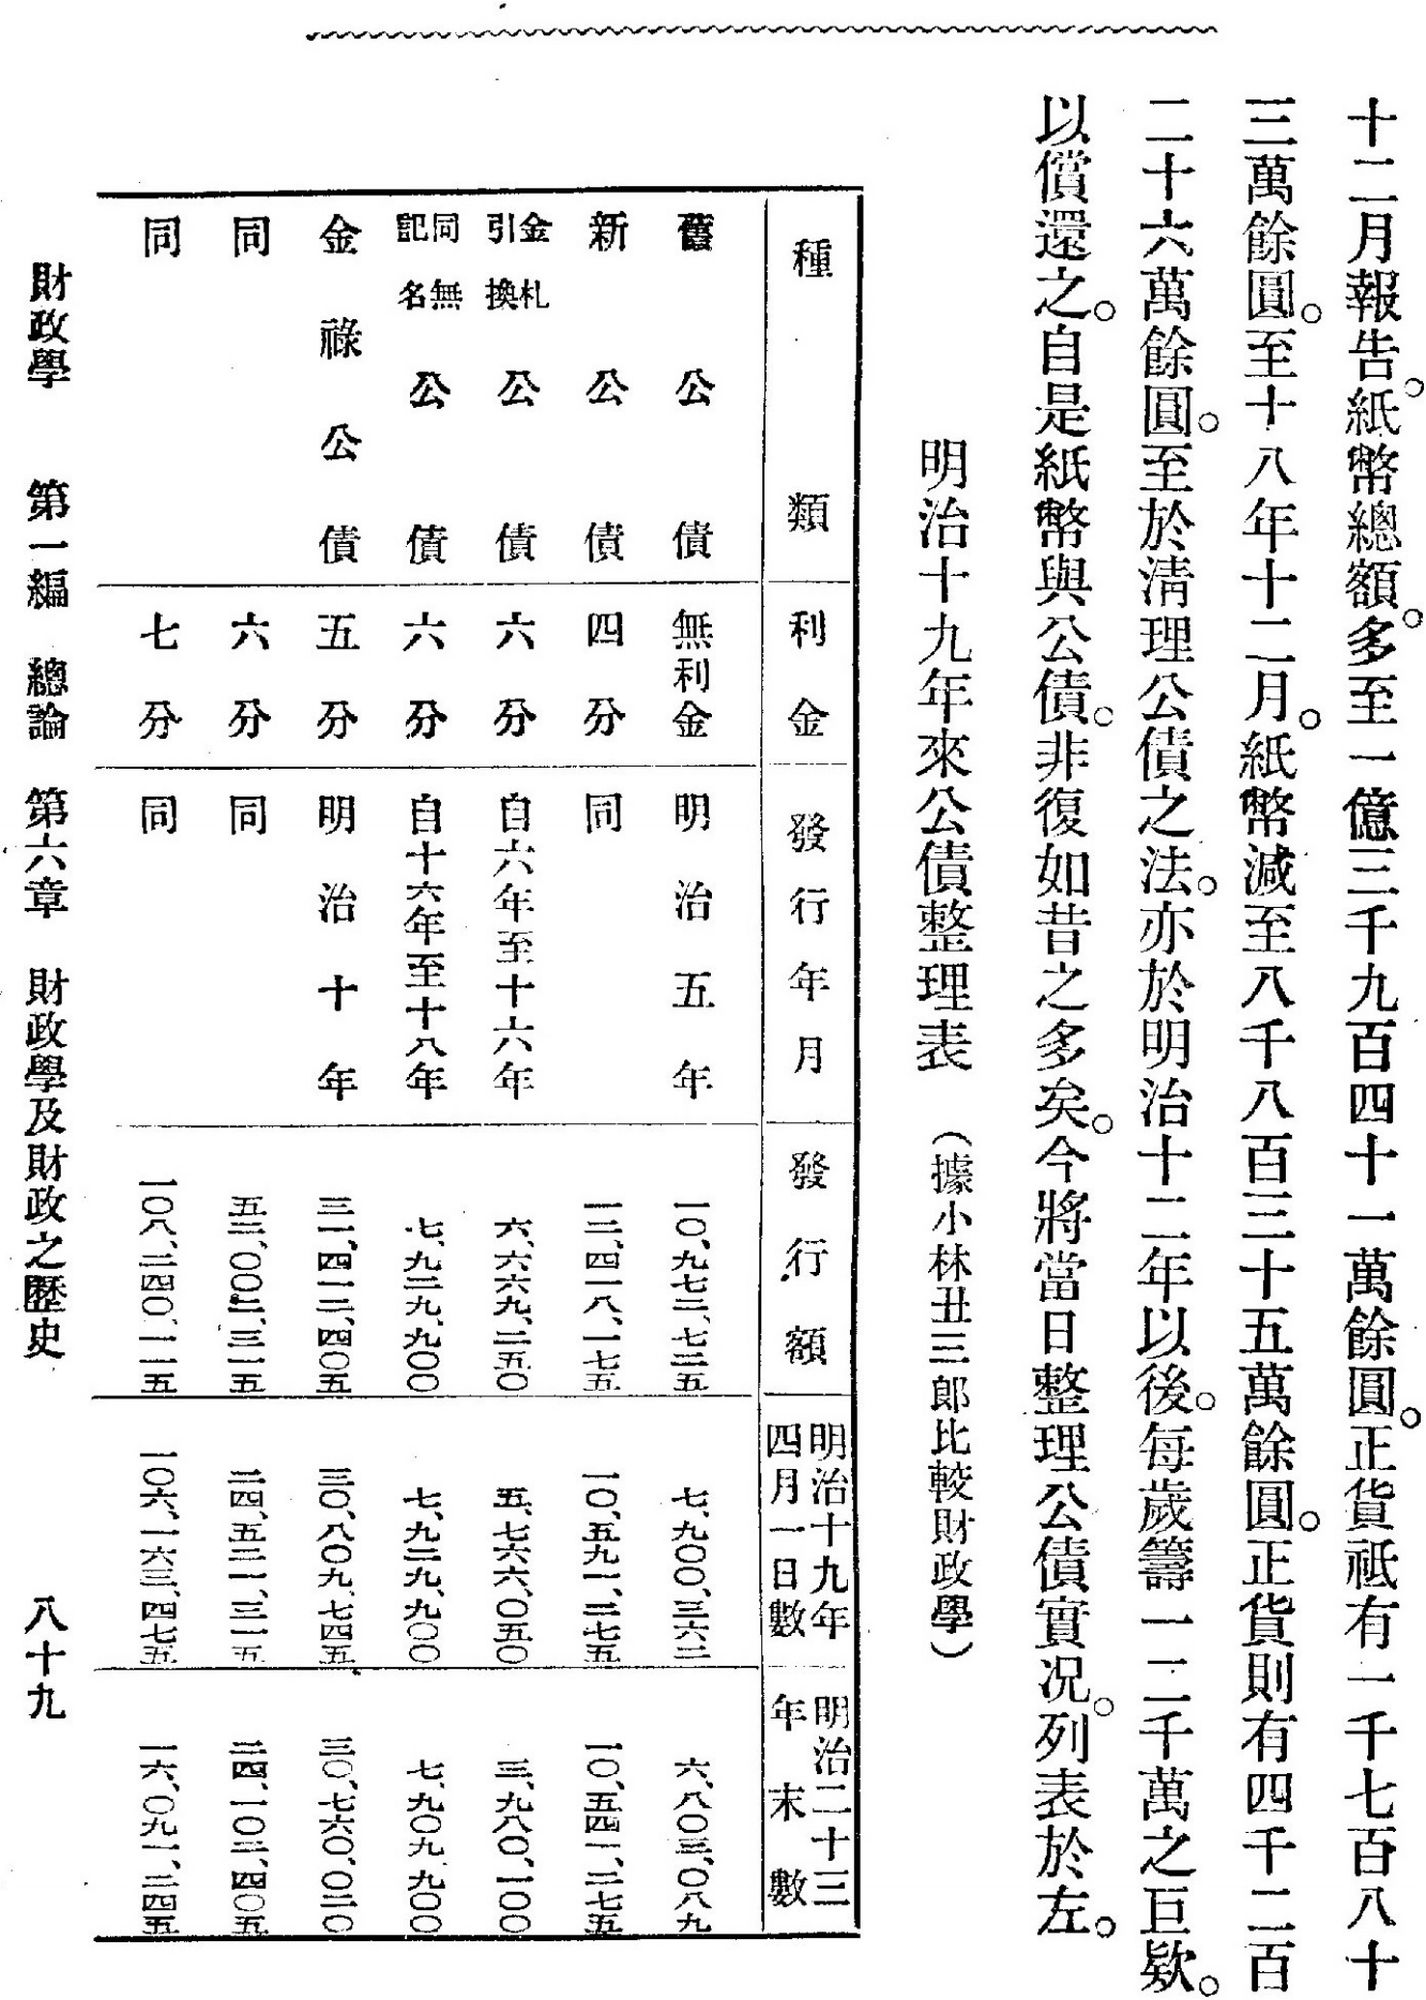 十二月報告。紙幣總額。多至一億三千九百四十一萬餘圓。正貨祗有一千七百八十
三萬餘圓。至十八年十二月。紙幣減至八千八百三十五萬餘圓。正貨則有四千二百
二十六萬餘圓。至於淸理公債之法。亦於明治十二年以後。每歲籌一二千萬之巨欵。
以償還之。自是紙幣與公債。非復如昔之多矣。今將當日整理公債實况。列表於左。
明治十九年來公債整理表 (據小林丑三郎比較財政學)
種類 利金 發行年月 發行額 明治十九年四月一日數 明治二十三年末數
舊公債 無利金 明治五年 一〇、九七二、七二五 七、九〇〇、三六二 六、八〇三、〇八九
新公債 四分 同 一二、四一八、一七五 一〇、五九一、二七五 一〇、五四一、二七五
金札引換公債 六分 自六年至十六年 六、六六九、二五〇 五、七六六、〇五〇 三、九八〇、一〇〇
同無記名公債 六分 自十六年至十八年 七、九二九、九〇〇 七、九二九、九〇〇 七、九〇九、九〇〇
金祿公債 五分 明治十年 三一、四一二、四〇五 三〇、八〇九、七四五 三〇、七六〇、〇二〇
同 六分 同 五二、〇〇二、三一五 二四、五二一、三一五 二四、一〇二、四〇五
同 七分 同 一〇八、二四〇、一一五 一〇六、一六三、四七五 一六、〇九一、二四五
財政學 第一編 總論 第六章 財政學及財政之歷史 八十九